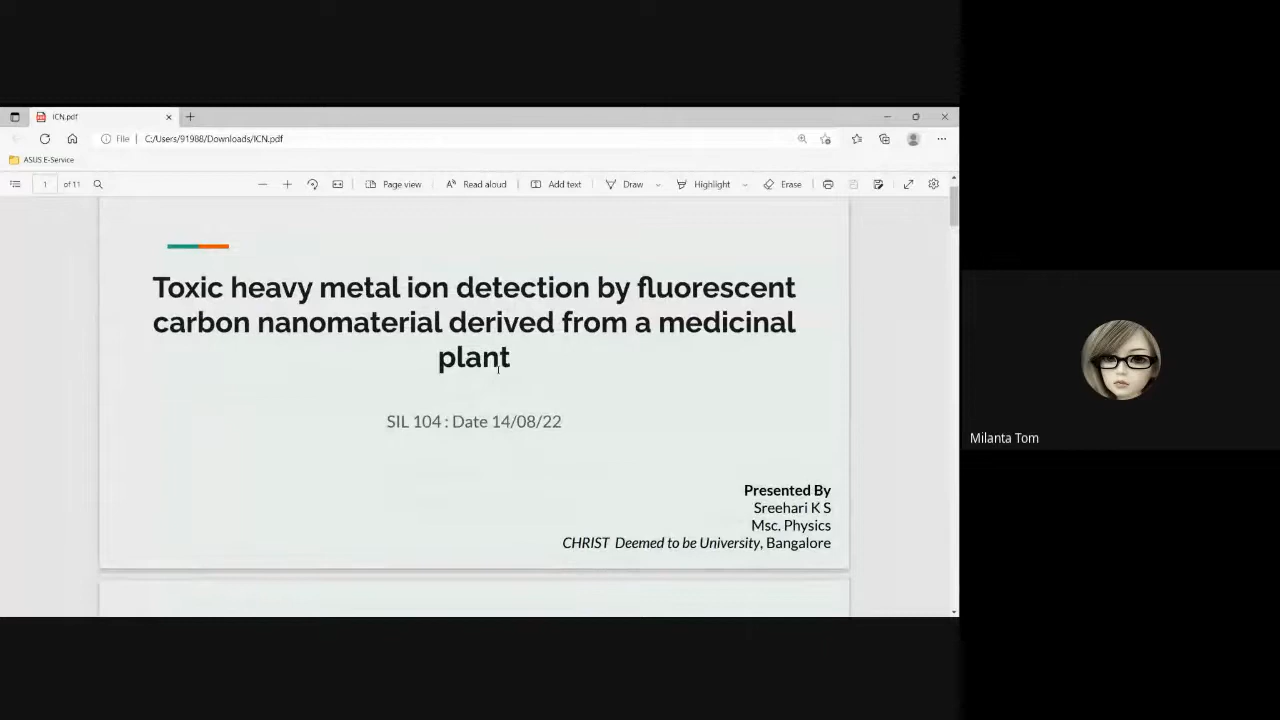 ICN.pdf
File
C:/Users/91988/Downloads/ICN.pdf
ASUS E-Service
1 of 11
Page view
Read aloud
Add text
Draw
Highlight
Erase
Toxic heavy metal ion detection by fluorescent
carbon nanomaterial derived from a medicinal
plant
SIL 104 : Date 14/08/22
Presented By
Sreehari K S
Msc. Physics
CHRIST Deemed to be University, Bangalore
Milanta Tom